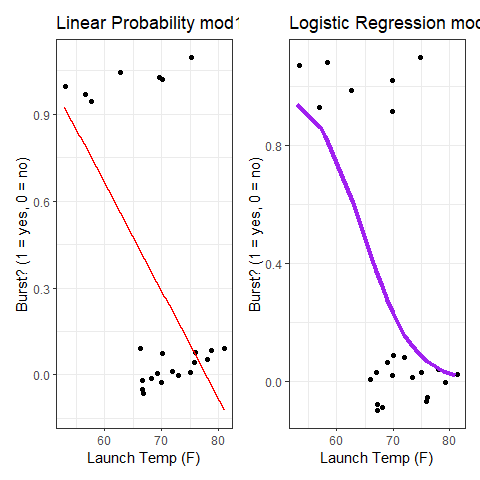 Linear Probability mod
Logistic Regression mod
Burst? (1 = yes, 0 = no)
0.9
0.6
0.3
0.0
60
70
80
Launch Temp (F)
Burst? (1 = yes, 0 = no)
0.8
0.4
0.0
60
70
80
Launch Temp (F)